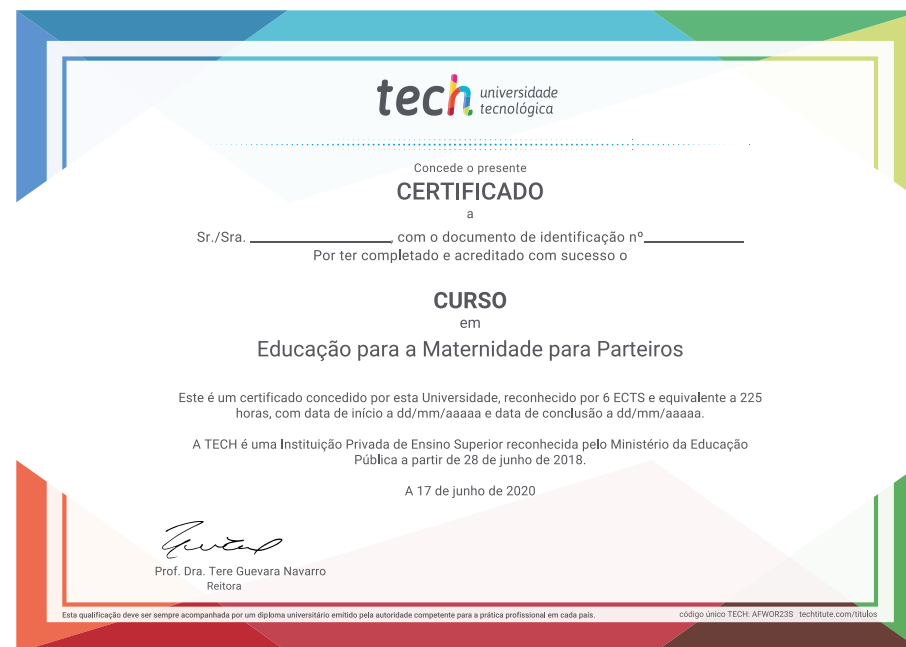 tech universidade
tecnológica
Concede o presente
CERTIFICADO
a
Sr./Sra. ____________, com o documento de identificação nº____________
Por ter completado e acreditado com sucesso o
CURSO
em
Educação para a Maternidade para Parteiros
Este é um certificado concedido por esta Universidade, reconhecido por 6 ECTS e equivalente a 225
horas, com data de início a dd/mm/aaaaa e data de conclusão a dd/mm/aaaaa.
A TECH é uma Instituição Privada de Ensino Superior reconhecida pelo Ministério da Educação
Pública a partir de 28 de junho de 2018.
A 17 de junho de 2020
Prof. Dra. Tere Guevara Navarro
Reitora
Esta qualificação deve ser sempre acompanhada por um diploma universitário emitido pela autoridade competente para a prática profissional em cada país.
código único TECH: AFWOR23S techtitute.com/titulos